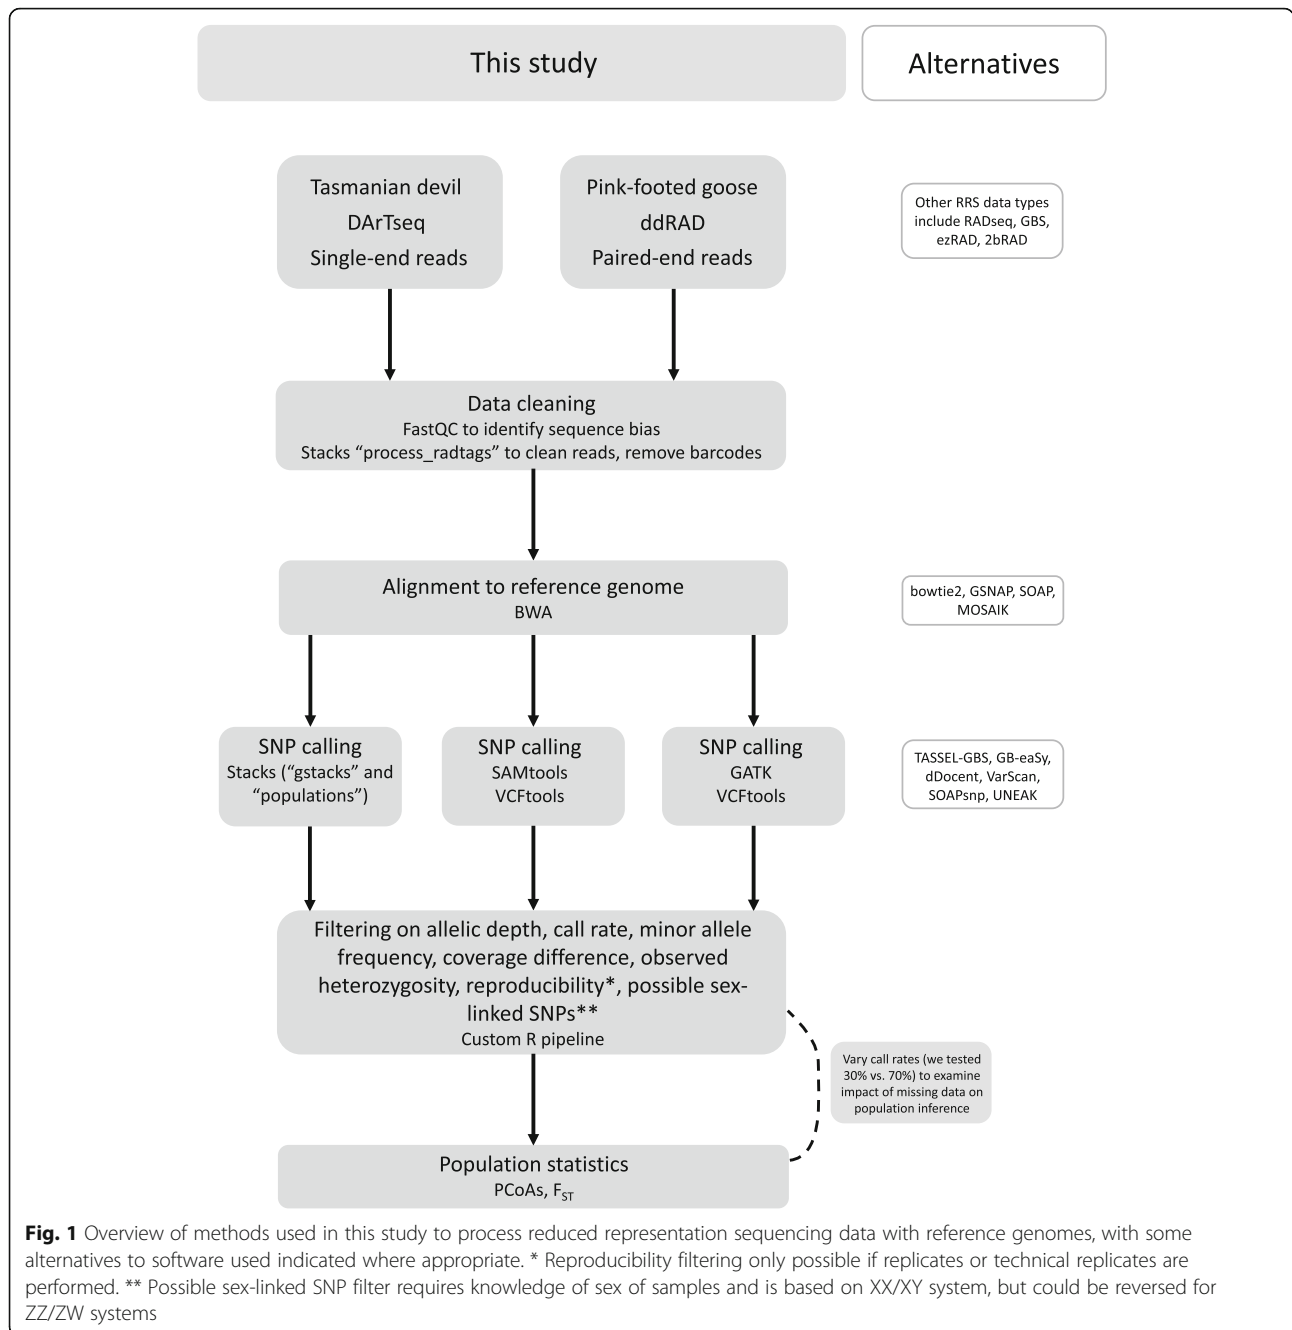 This study
Alternatives
Tasmanian devil
DArTseq
Single-end reads
Pink-footed goose
ddRAD
Paired-end reads
Other RRS data types
include RADseq, GBS,
ezRAD, 2bRAD
Data cleaning
FastQC to identify sequence bias
Stacks “process_radtags” to clean reads, remove barcodes
Alignment to reference genome
BWA
bowtie2, GSNAP, SOAP,
MOSAIK
SNP calling
Stacks (“gstacks” and
“populations”)
SNP calling
SAMtools
VCFtools
SNP calling
GATK
VCFtools
TASSEL-GBS, GB-eaSy,
dDocent, VarScan,
SOAPsnp, UNEAK
Filtering on allelic depth, call rate, minor allele
frequency, coverage difference, observed
heterozygosity, reproducibility*, possible sex-
linked SNPs**
Custom R pipeline
Vary call rates (we tested
30% vs. 70%) to examine
impact of missing data on
population inference
Population statistics
PCoAs, FST
Fig. 1 Overview of methods used in this study to process reduced representation sequencing data with reference genomes, with some
alternatives to software used indicated where appropriate. * Reproducibility filtering only possible if replicates or technical replicates are
performed. ** Possible sex-linked SNP filter requires knowledge of sex of samples and is based on XX/XY system, but could be reversed for
ZZ/ZW systems